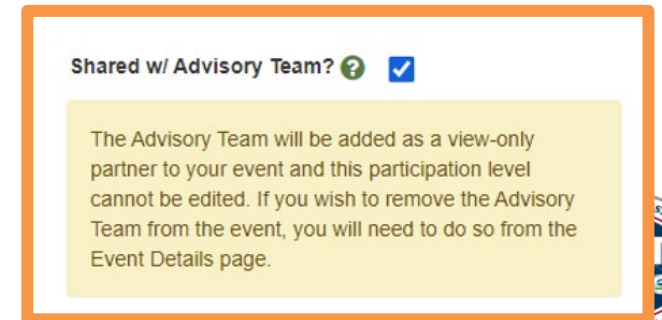 Shared w/ Advisory Team?
The Advisory Team will be added as a view-only
partner to your event and this participation level
cannot be edited. If you wish to remove the Advisory
Team from the event, you will need to do so from the
Event Details page.